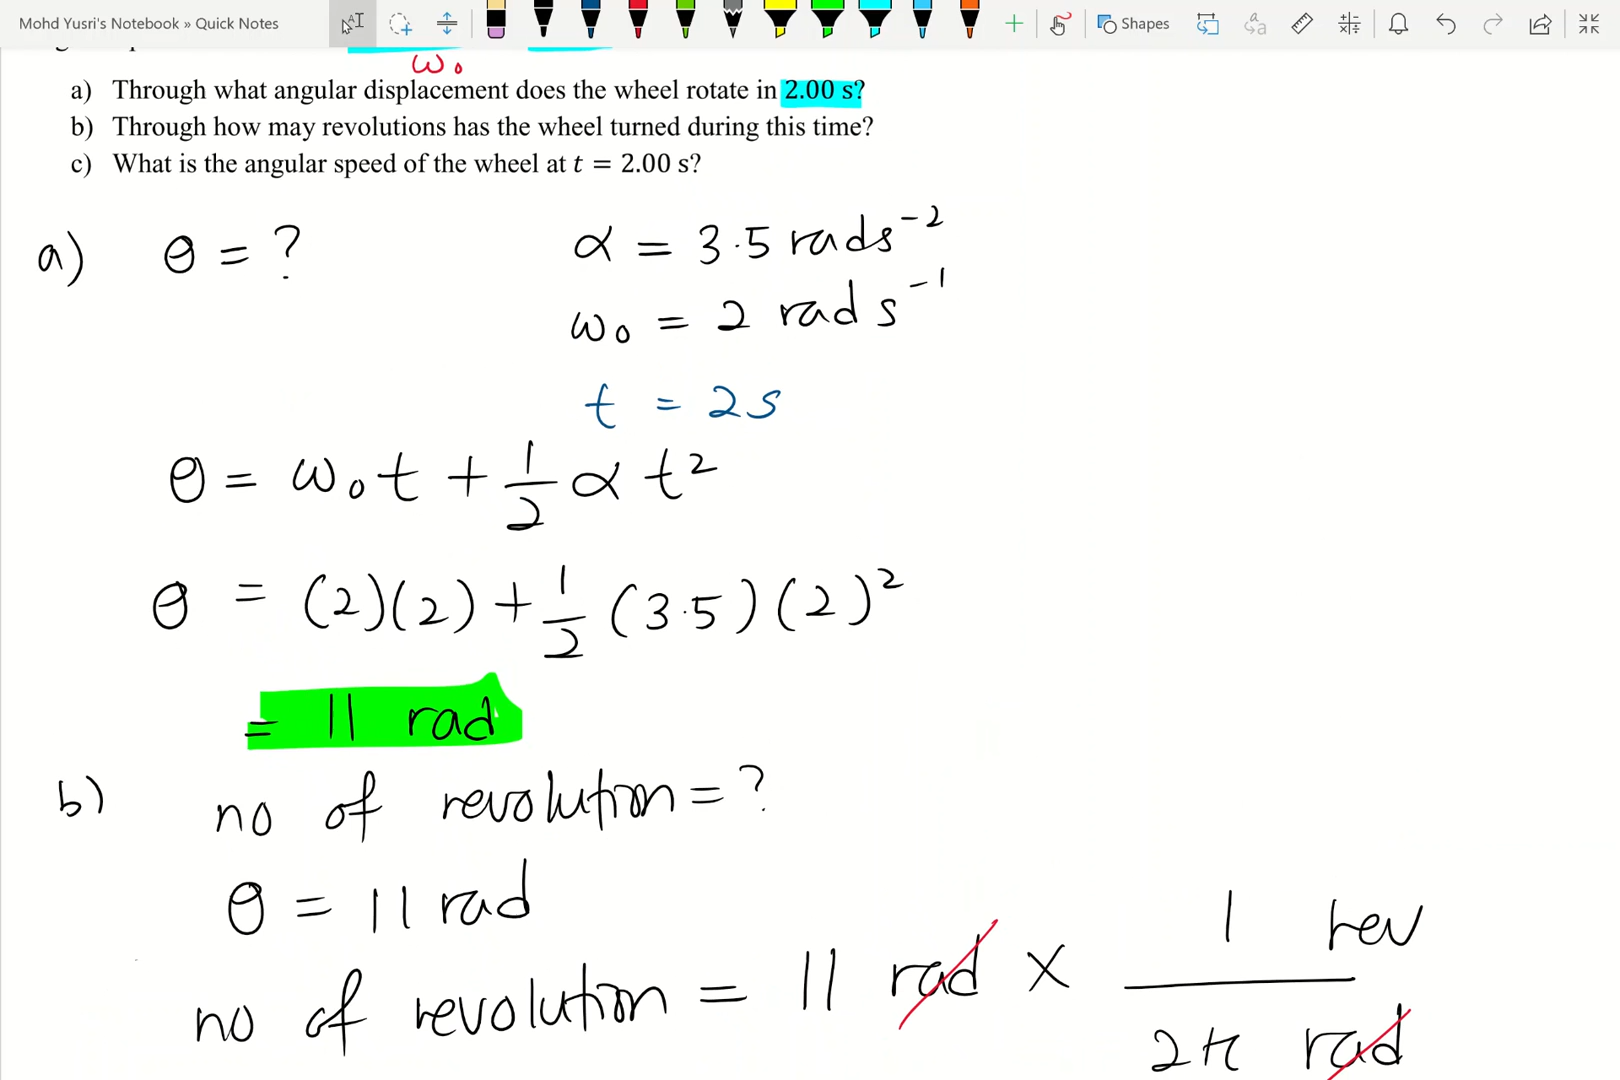 Mohd Yusri's Notebook » Quick Notes
Shapes
ω₀
a) Through what angular displacement does the wheel rotate in 2.00 s?
b) Through how may revolutions has the wheel turned during this time?
c) What is the angular speed of the wheel at t = 2.00 s?
a) θ = ? α = 3.5 rads⁻²
ω₀ = 2 rad s⁻¹
t = 2s
θ = ω₀t + 1/2 α t²
θ = (2)(2) + 1/2 (3.5)(2)²
= 11 rad
b) no of revolution = ?
θ = 11 rad
no of revolution = 11 rad × 1 rev / 2π rad